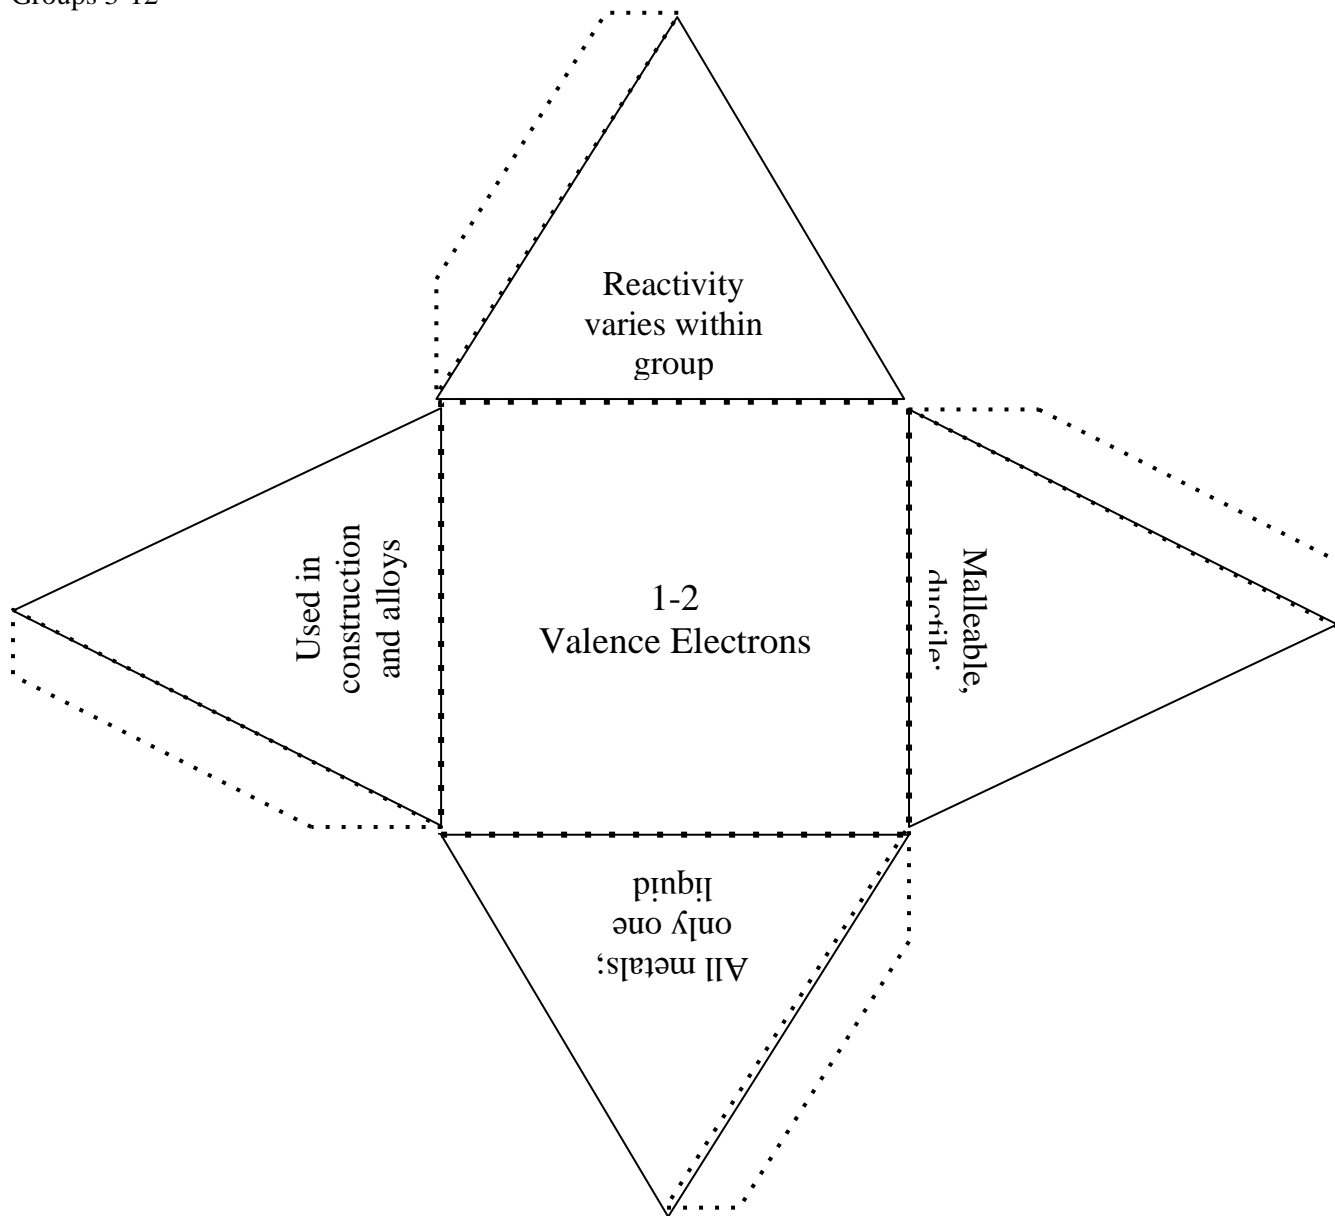 Groups 3-12
Reactivity
varies within
group
Used in
construction
and alloys
1-2
Valence Electrons
Malleable,
ductile;
All metals;
only one
liquid